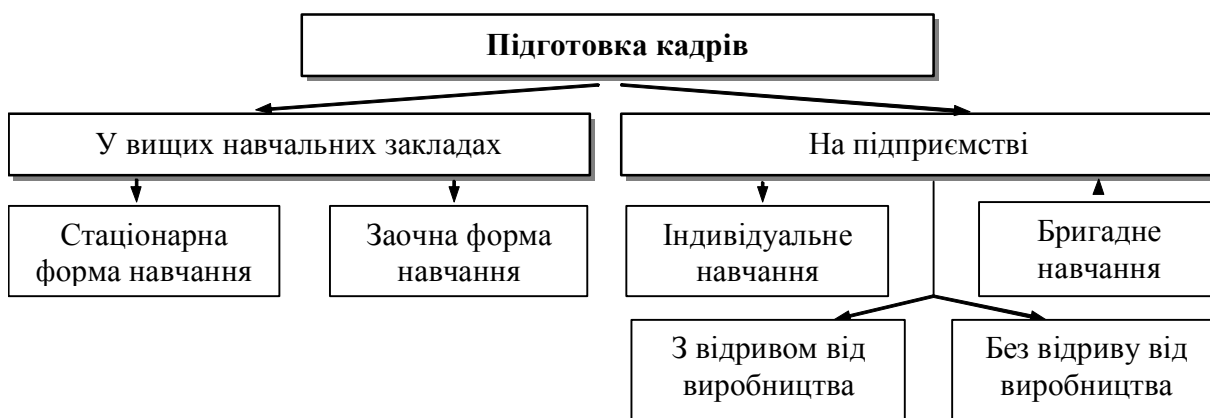 Підготовка кадрів
У вищих навчальних закладах
На підприємстві
Стаціонарна
форма навчання
Заочна форма
навчання
Індивідуальне
навчання
Бригадне
навчання
З відривом від
виробництва
Без відриву від
виробництва